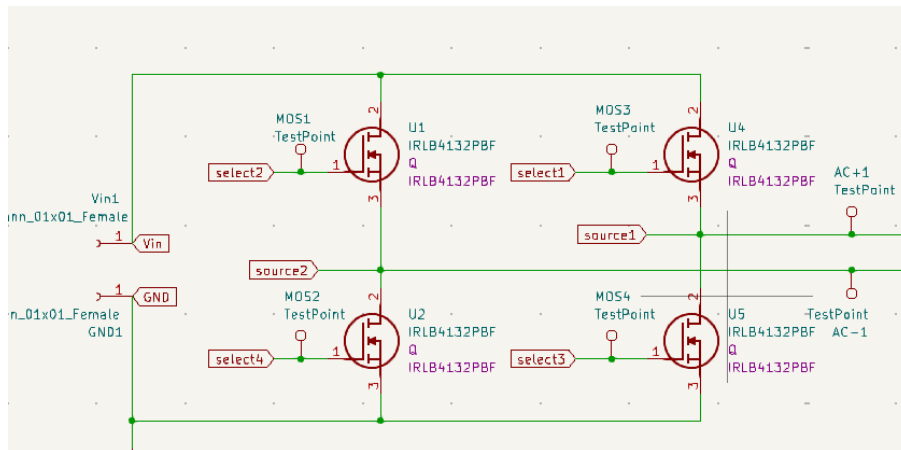 MOS1
TestPoint
2
U1
IRLB4132PBF
Q
IRLB4132PBF
select2
1
3
MOS3
TestPoint
2
U4
IRLB4132PBF
Q
IRLB4132PBF
select1
1
3
Vin1
nn_01x01_Female
1
Vin
AC+1
TestPoint
source1
source2
1
GND
n_01x01_Female
GND1
MOS2
TestPoint
2
U2
IRLB4132PBF
Q
IRLB4132PBF
select4
1
3
MOS4
TestPoint
2
U5
IRLB4132PBF
Q
IRLB4132PBF
select3
1
3
TestPoint
AC-1